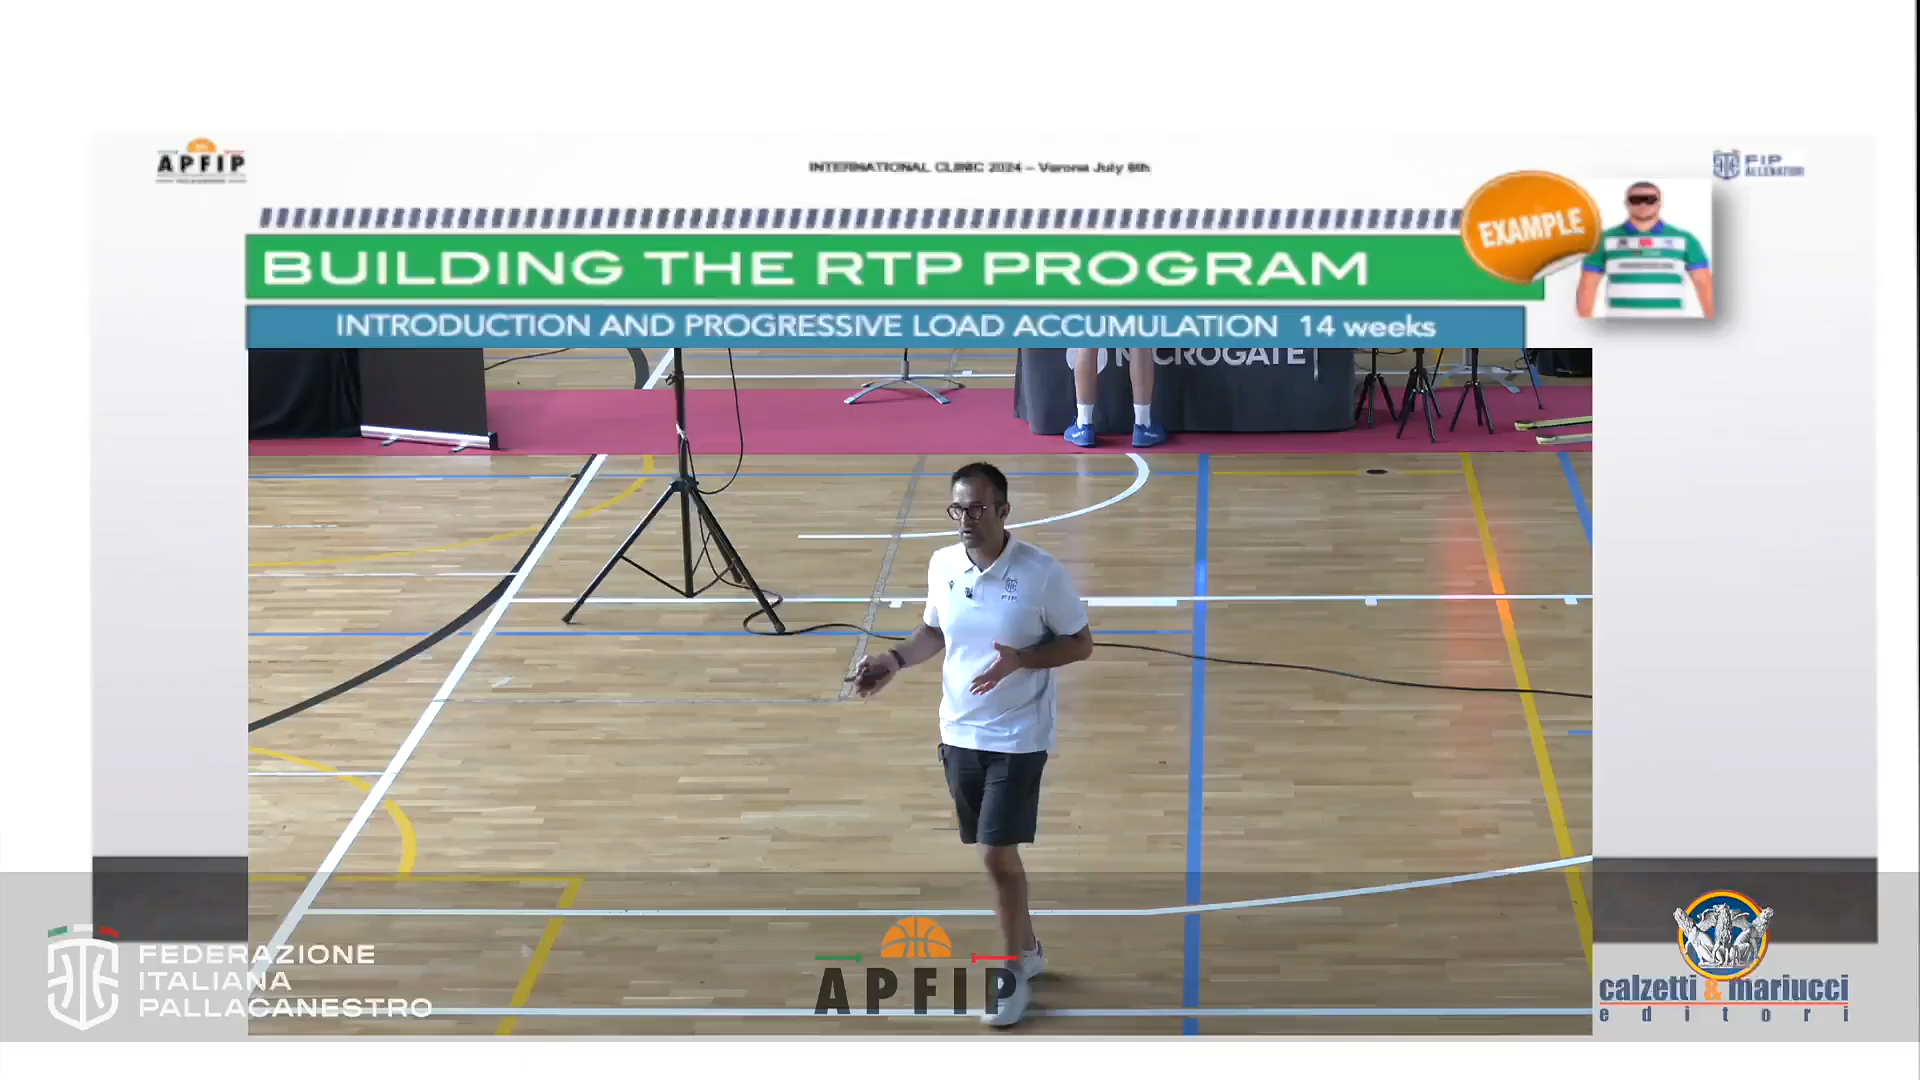 APFIP
INTERNATIONAL CLINIC 2024 – Verona July 6th
FIP
ALLENATORI
EXAMPLE
BUILDING THE RTP PROGRAM
INTRODUCTION AND PROGRESSIVE LOAD ACCUMULATION 14 weeks
MICROGATE
FIP
FEDERAZIONE
ITALIANA
PALLACANESTRO
APFIP
calzetti & mariucci
editori